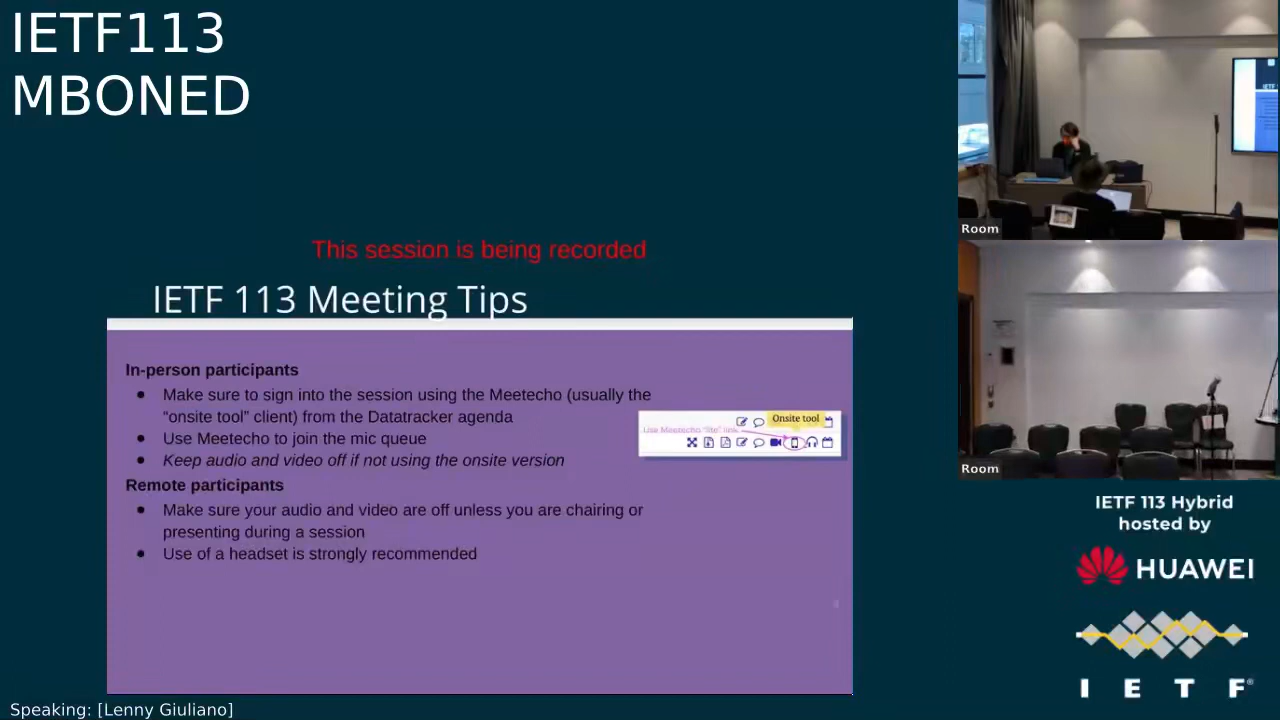 IETF113
MBONED
This session is being recorded
IETF 113 Meeting Tips
In-person participants
● Make sure to sign into the session using the Meetecho (usually the
“onsite tool” client) from the Datatracker agenda
● Use Meetecho to join the mic queue
● Keep audio and video off if not using the onsite version
Remote participants
● Make sure your audio and video are off unless you are chairing or
presenting during a session
● Use of a headset is strongly recommended
Onsite tool
Use Meetecho "lite" link
Room
Room
IETF 113 Hybrid
hosted by
HUAWEI
I E T F®
Speaking: [Lenny Giuliano]